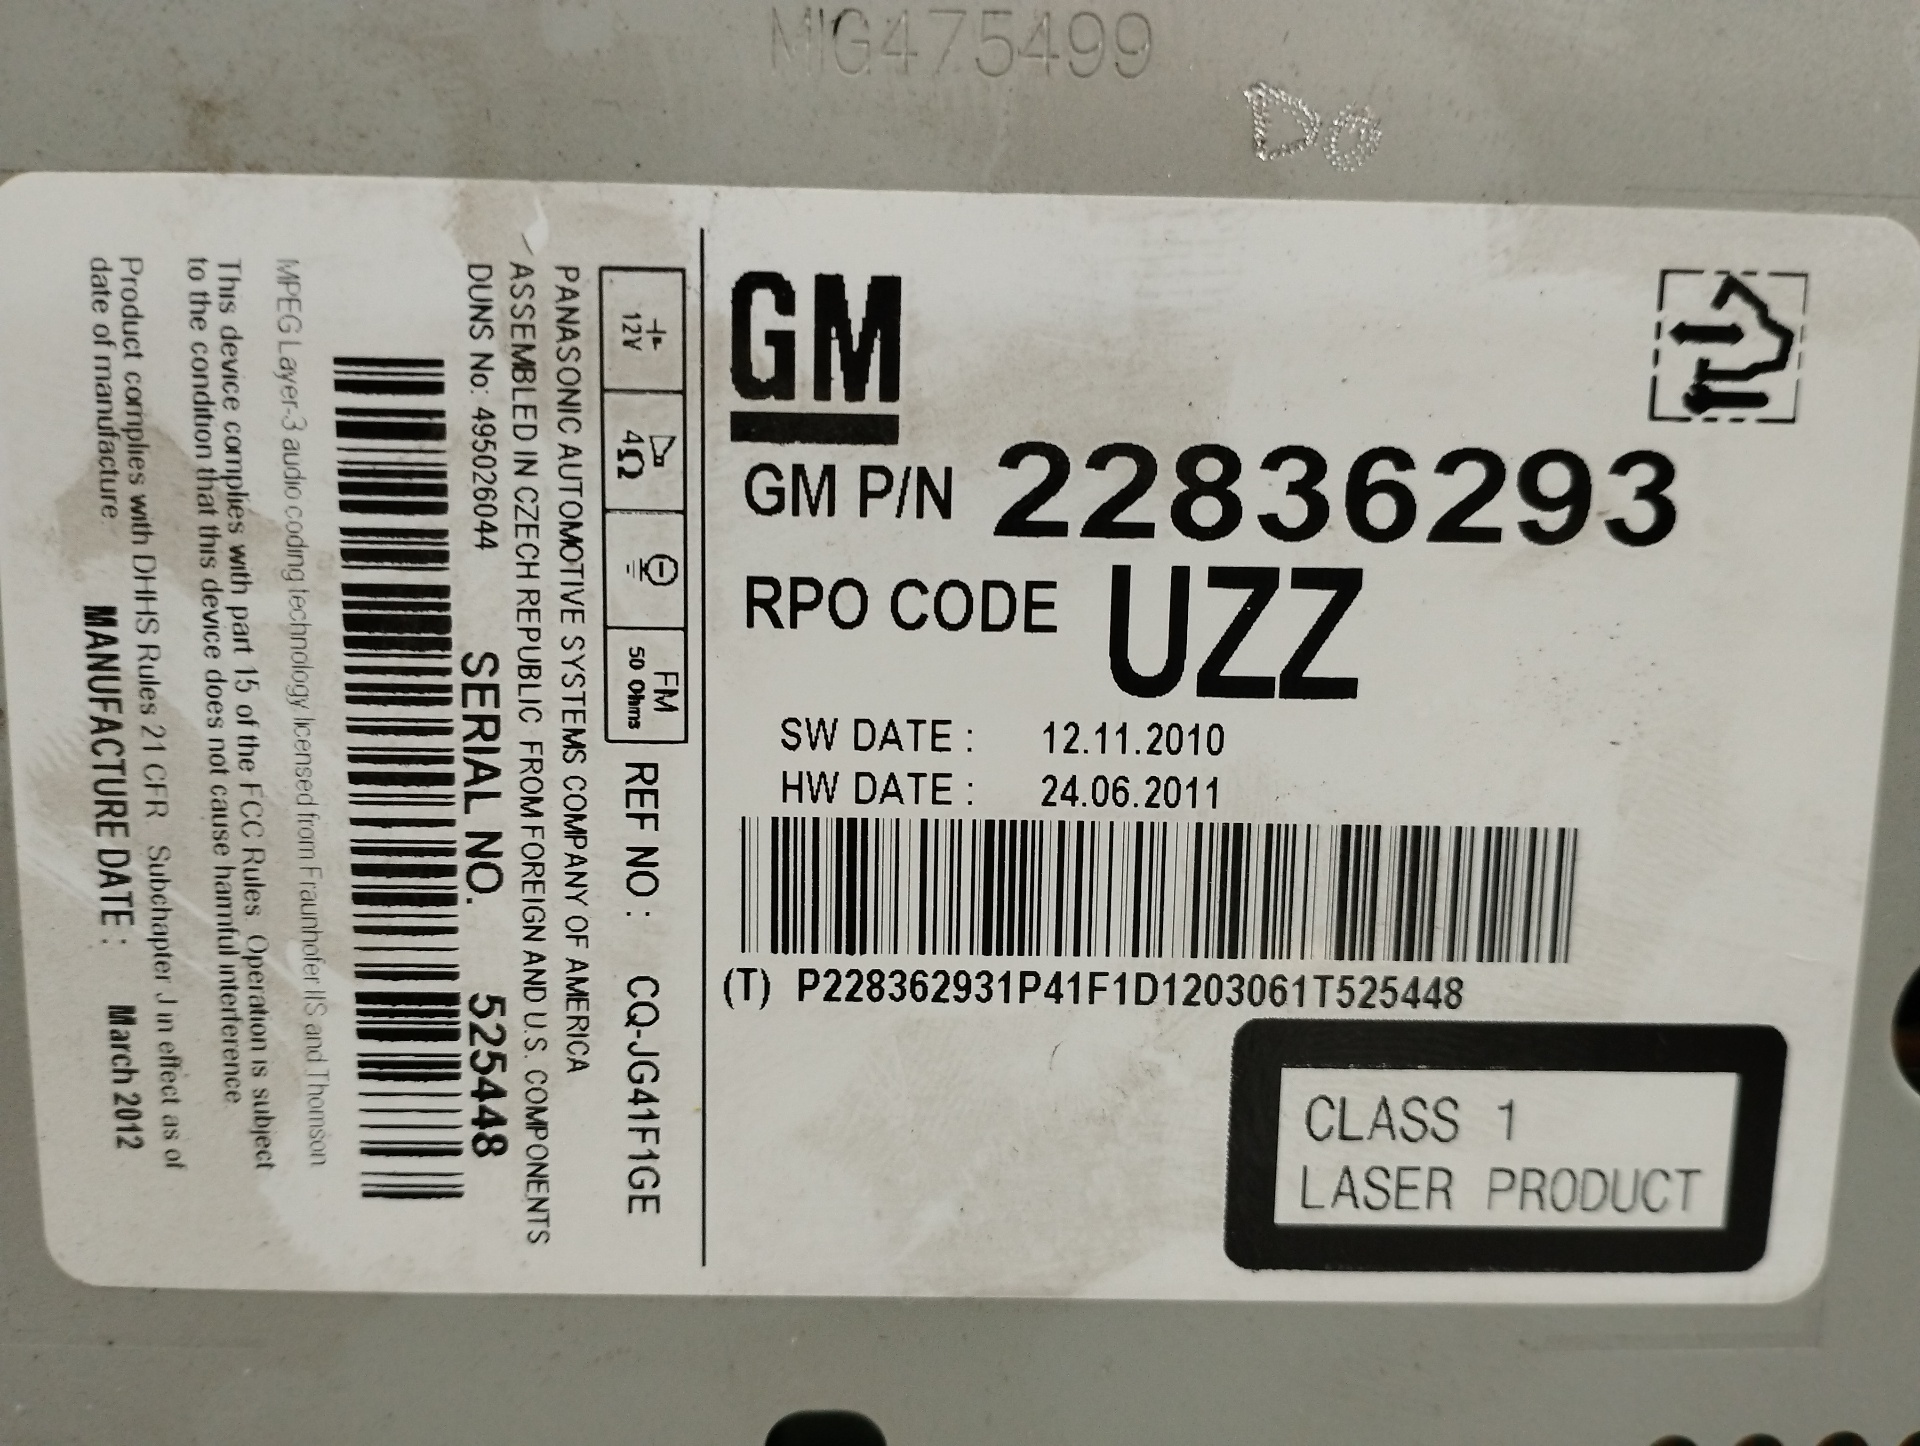 MIG475499
DO
GM
GM P/N 22836293
RPO CODE UZZ
SW DATE : 12.11.2010
HW DATE : 24.06.2011
(T) P228362931P41F1D1203061T525448
CLASS 1
LASER PRODUCT
12V
4Ω
FM
50 Ohms
REF NO : CQ-JG41F1GE
PANASONIC AUTOMOTIVE SYSTEMS COMPANY OF AMERICA
ASSEMBLED IN CZECH REPUBLIC FROM FOREIGN AND U.S. COMPONENTS
DUNS No: 495026044 SERIAL NO. 525448
MPEG Layer-3 audio coding technology licensed from Fraunhofer IIS and Thomson
This device complies with part 15 of the FCC Rules. Operation is subject
to the condition that this device does not cause harmful interference.
Product complies with DHHS Rules 21 CFR Subchapter J in effect as of
date of manufacture. MANUFACTURE DATE : March 2012